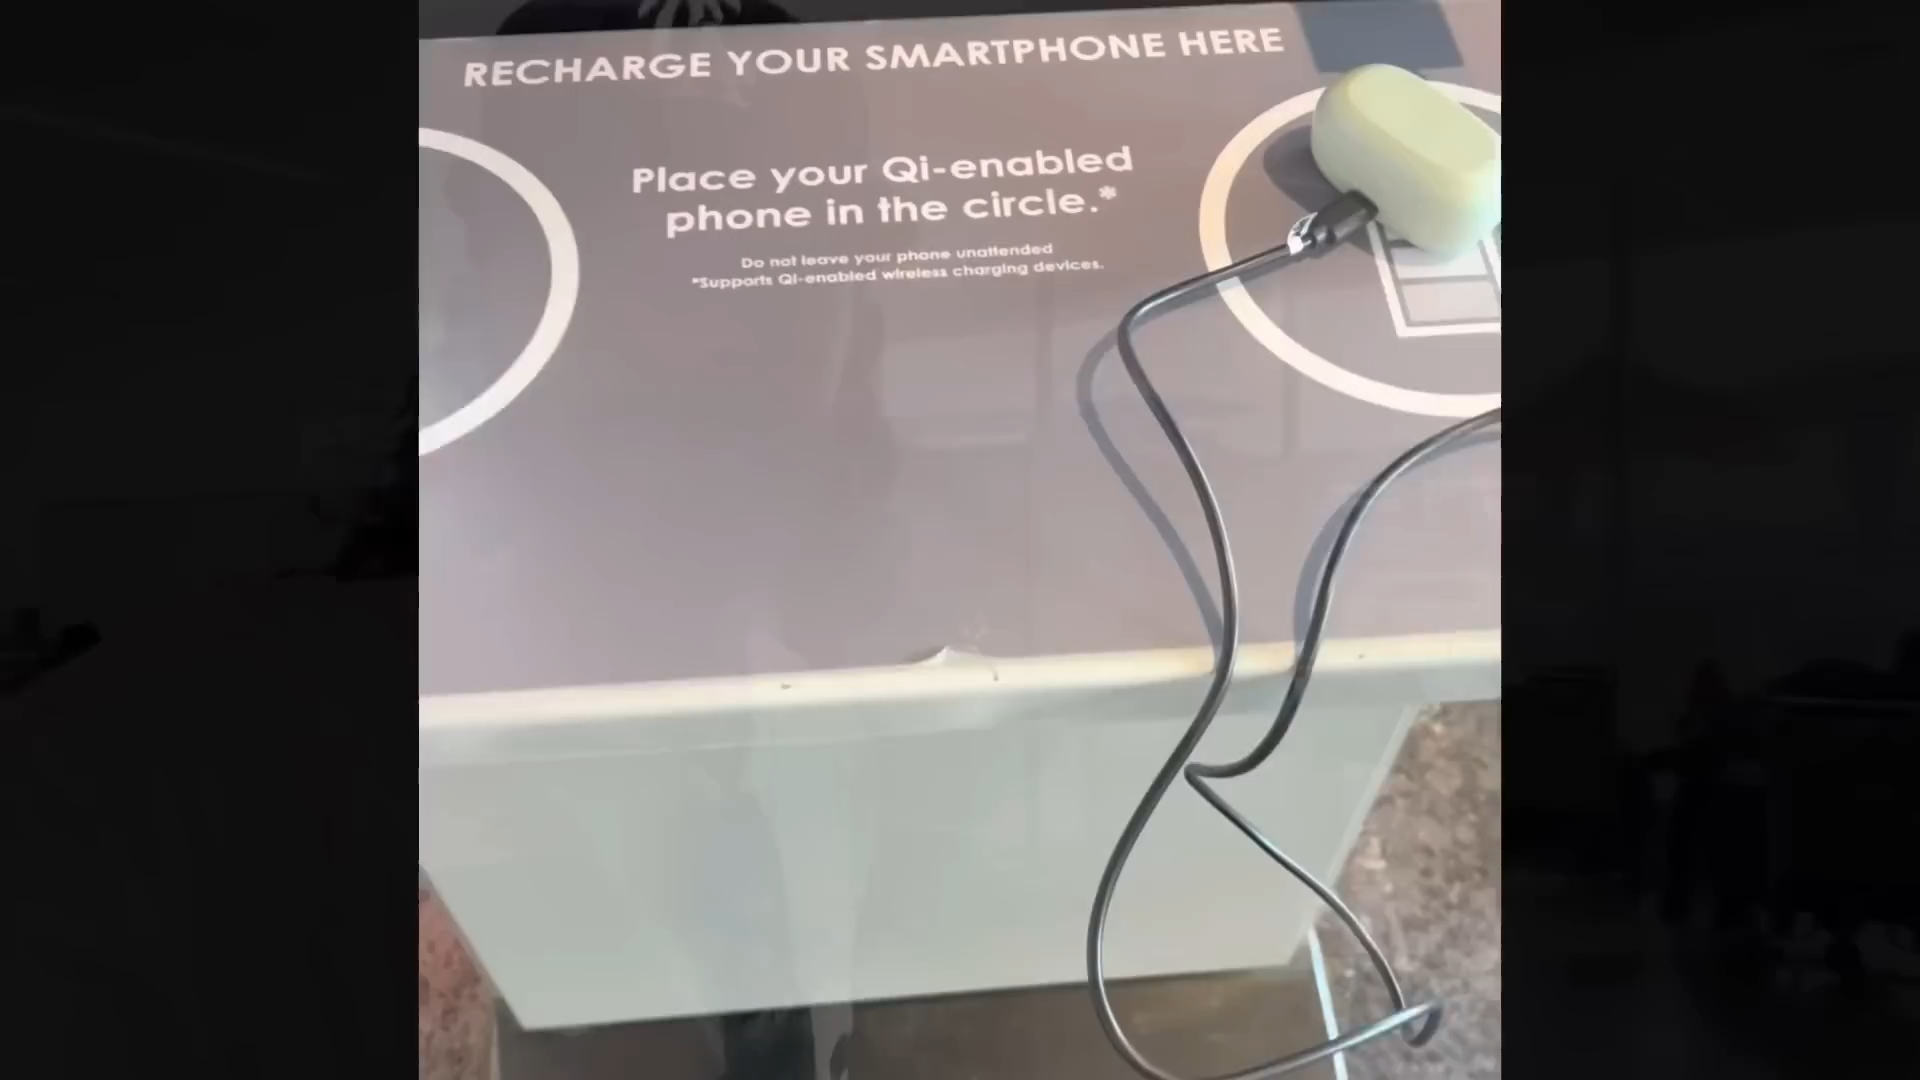 RECHARGE YOUR SMARTPHONE HERE
Place your Qi-enabled
phone in the circle.*
Do not leave your phone unattended
*Supports Qi-enabled wireless charging devices.